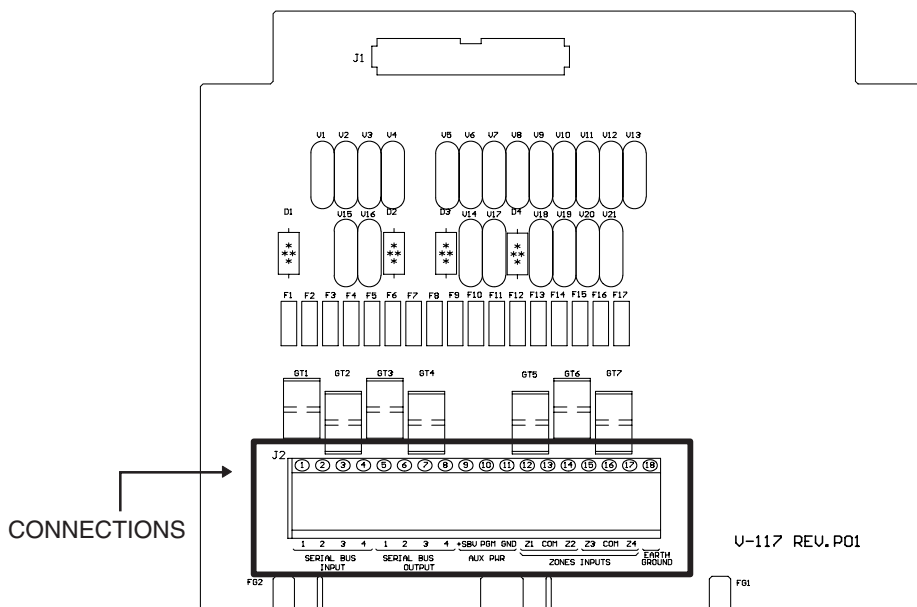 J1
V1 V2 V3 V4 V5 V6 V7 V8 V9 V10 V11 V12 V13
D1 V15 V16 D2 D3 V14 V17 D4 V18 V19 V20 V21
F1 F2 F3 F4 F5 F6 F7 F8 F9 F10 F11 F12 F13 F14 F15 F16 F17
GT1 GT2 GT3 GT4 GT5 GT6 GT7
J2
1 2 3 4 5 6 7 8 9 10 11 12 13 14 15 16 17 18
CONNECTIONS
1 2 3 4 1 2 3 4 +SBV PGM GND Z1 COM Z2 Z3 COM Z4
SERIAL BUS INPUT
SERIAL BUS OUTPUT
AUX PWR
ZONES INPUTS
EARTH GROUND
V-117 REV.P01
FG2
FG1